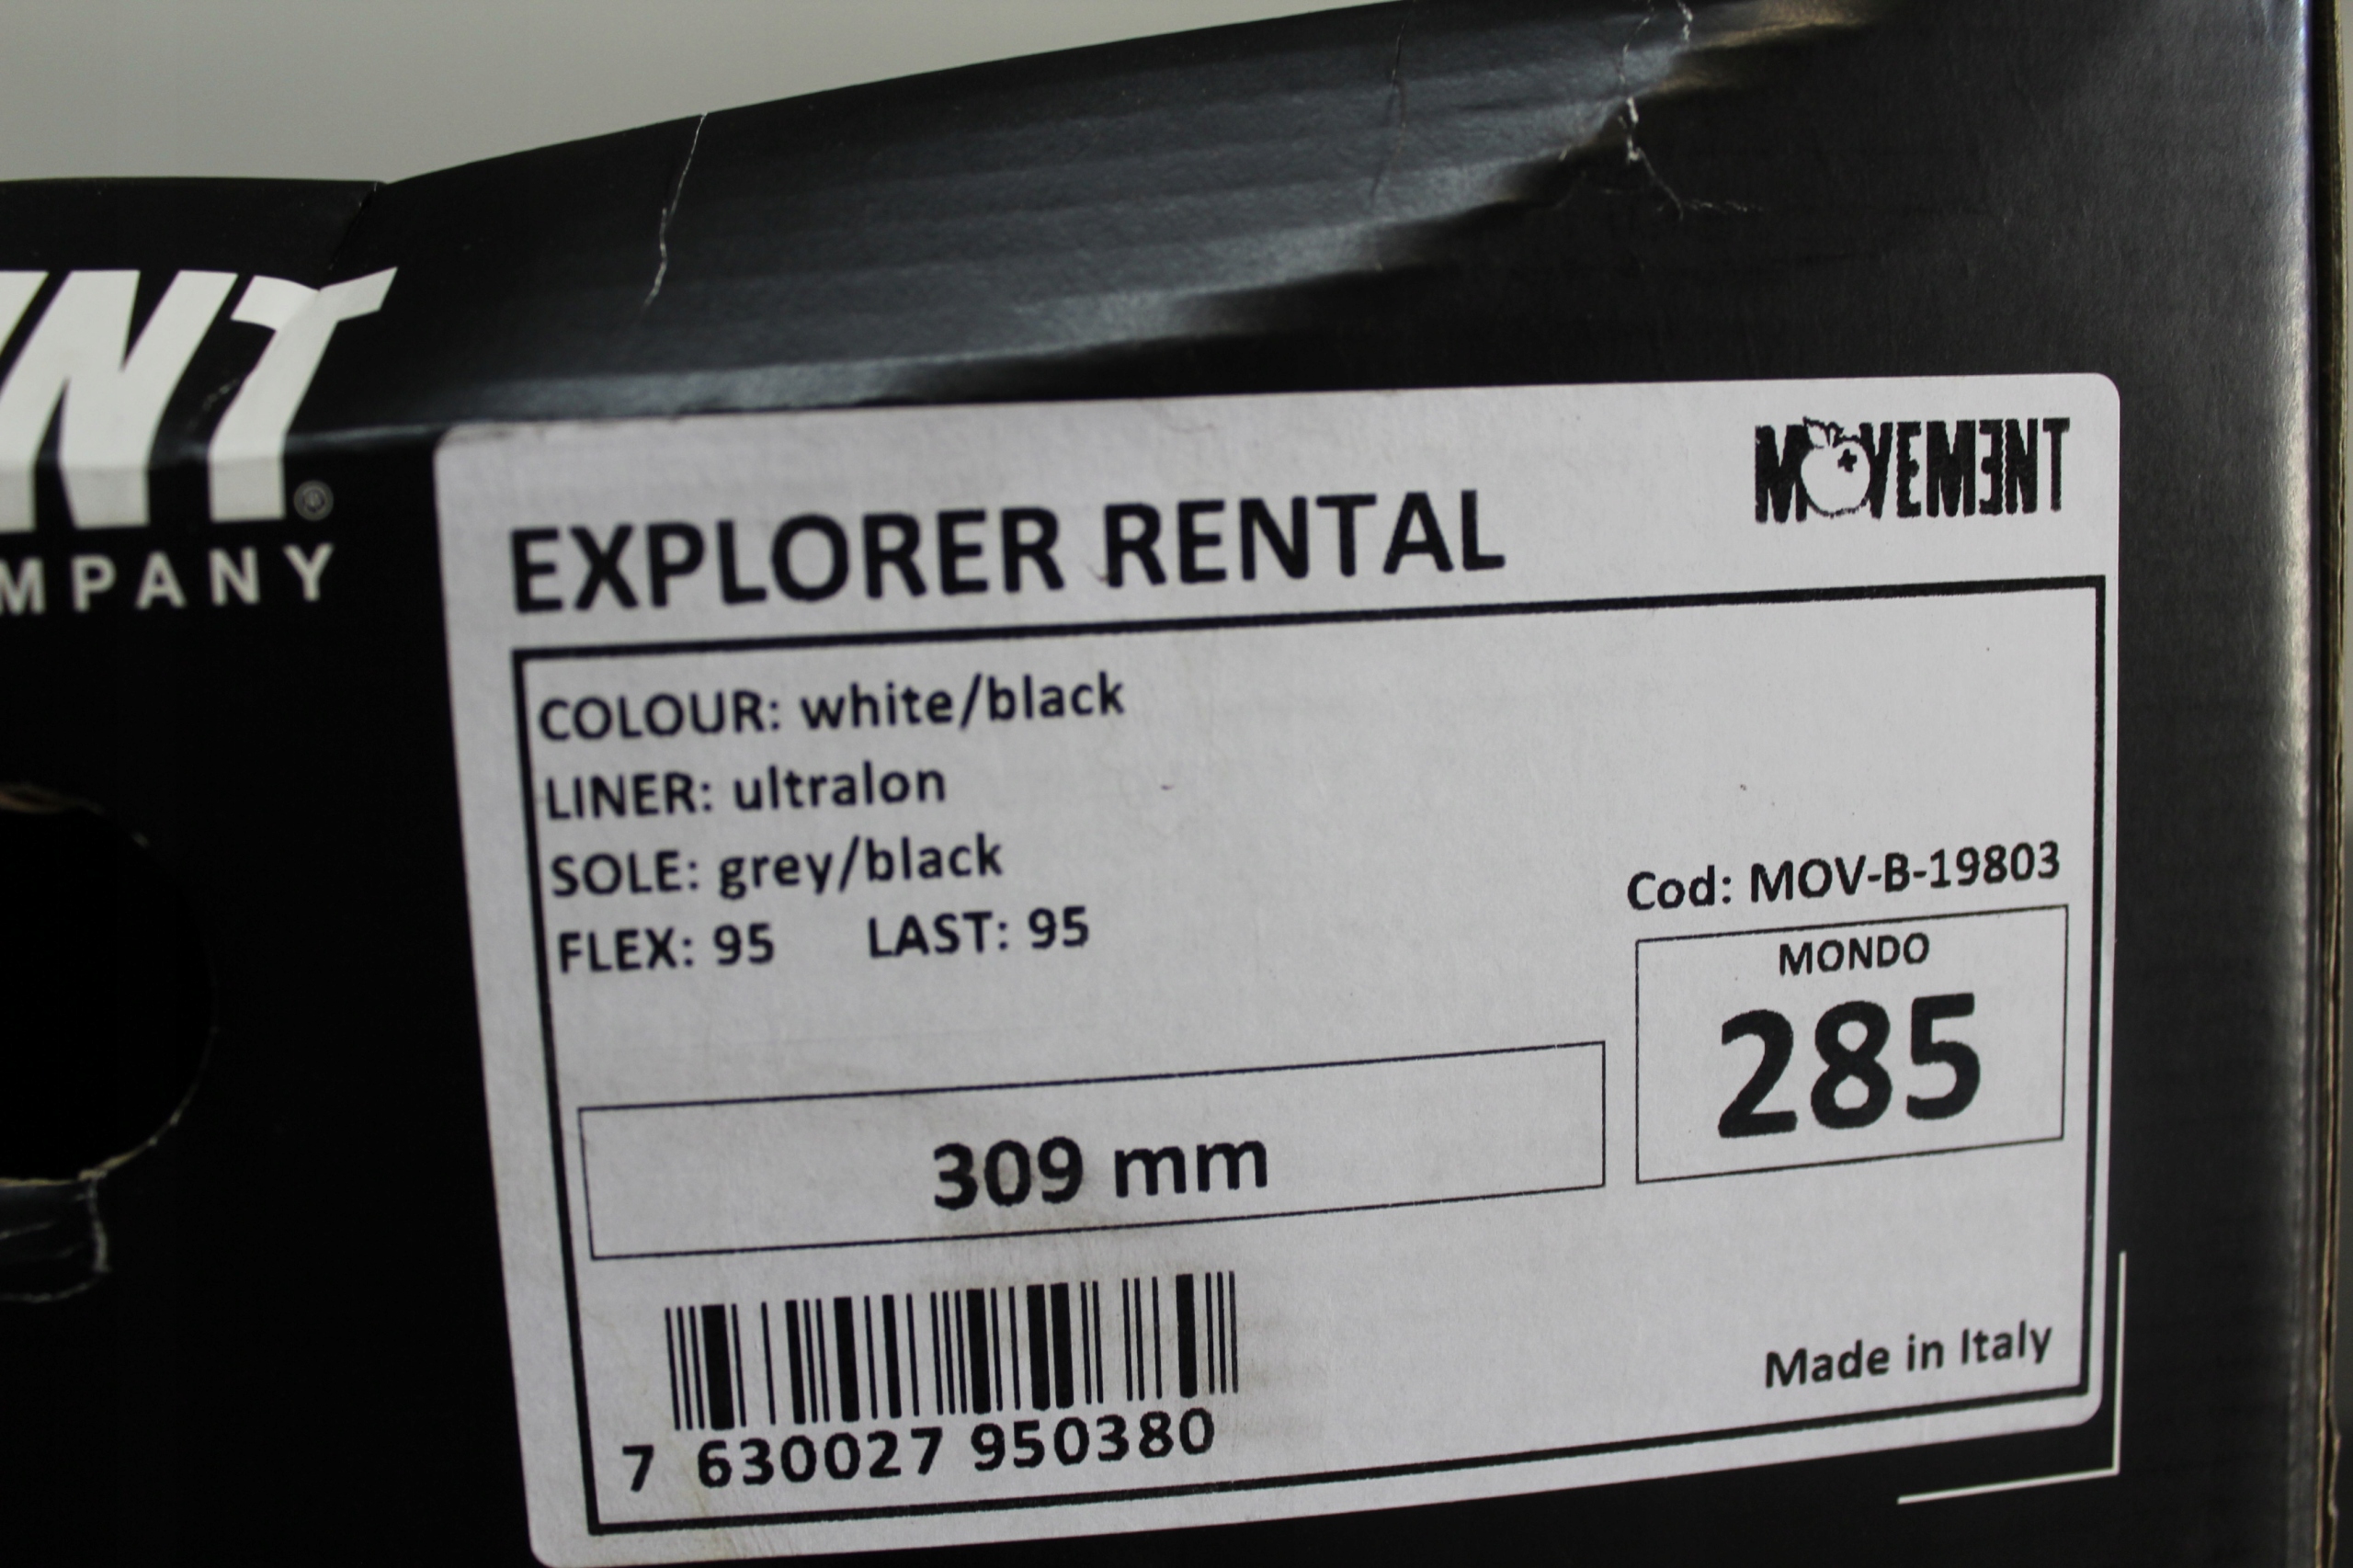 NT®
MPANY
MOVEMENT
EXPLORER RENTAL
COLOUR: white/black
LINER: ultralon
SOLE: grey/black
FLEX: 95 LAST: 95
Cod: MOV-B-19803
MONDO
285
309 mm
7 630027 950380
Made in Italy